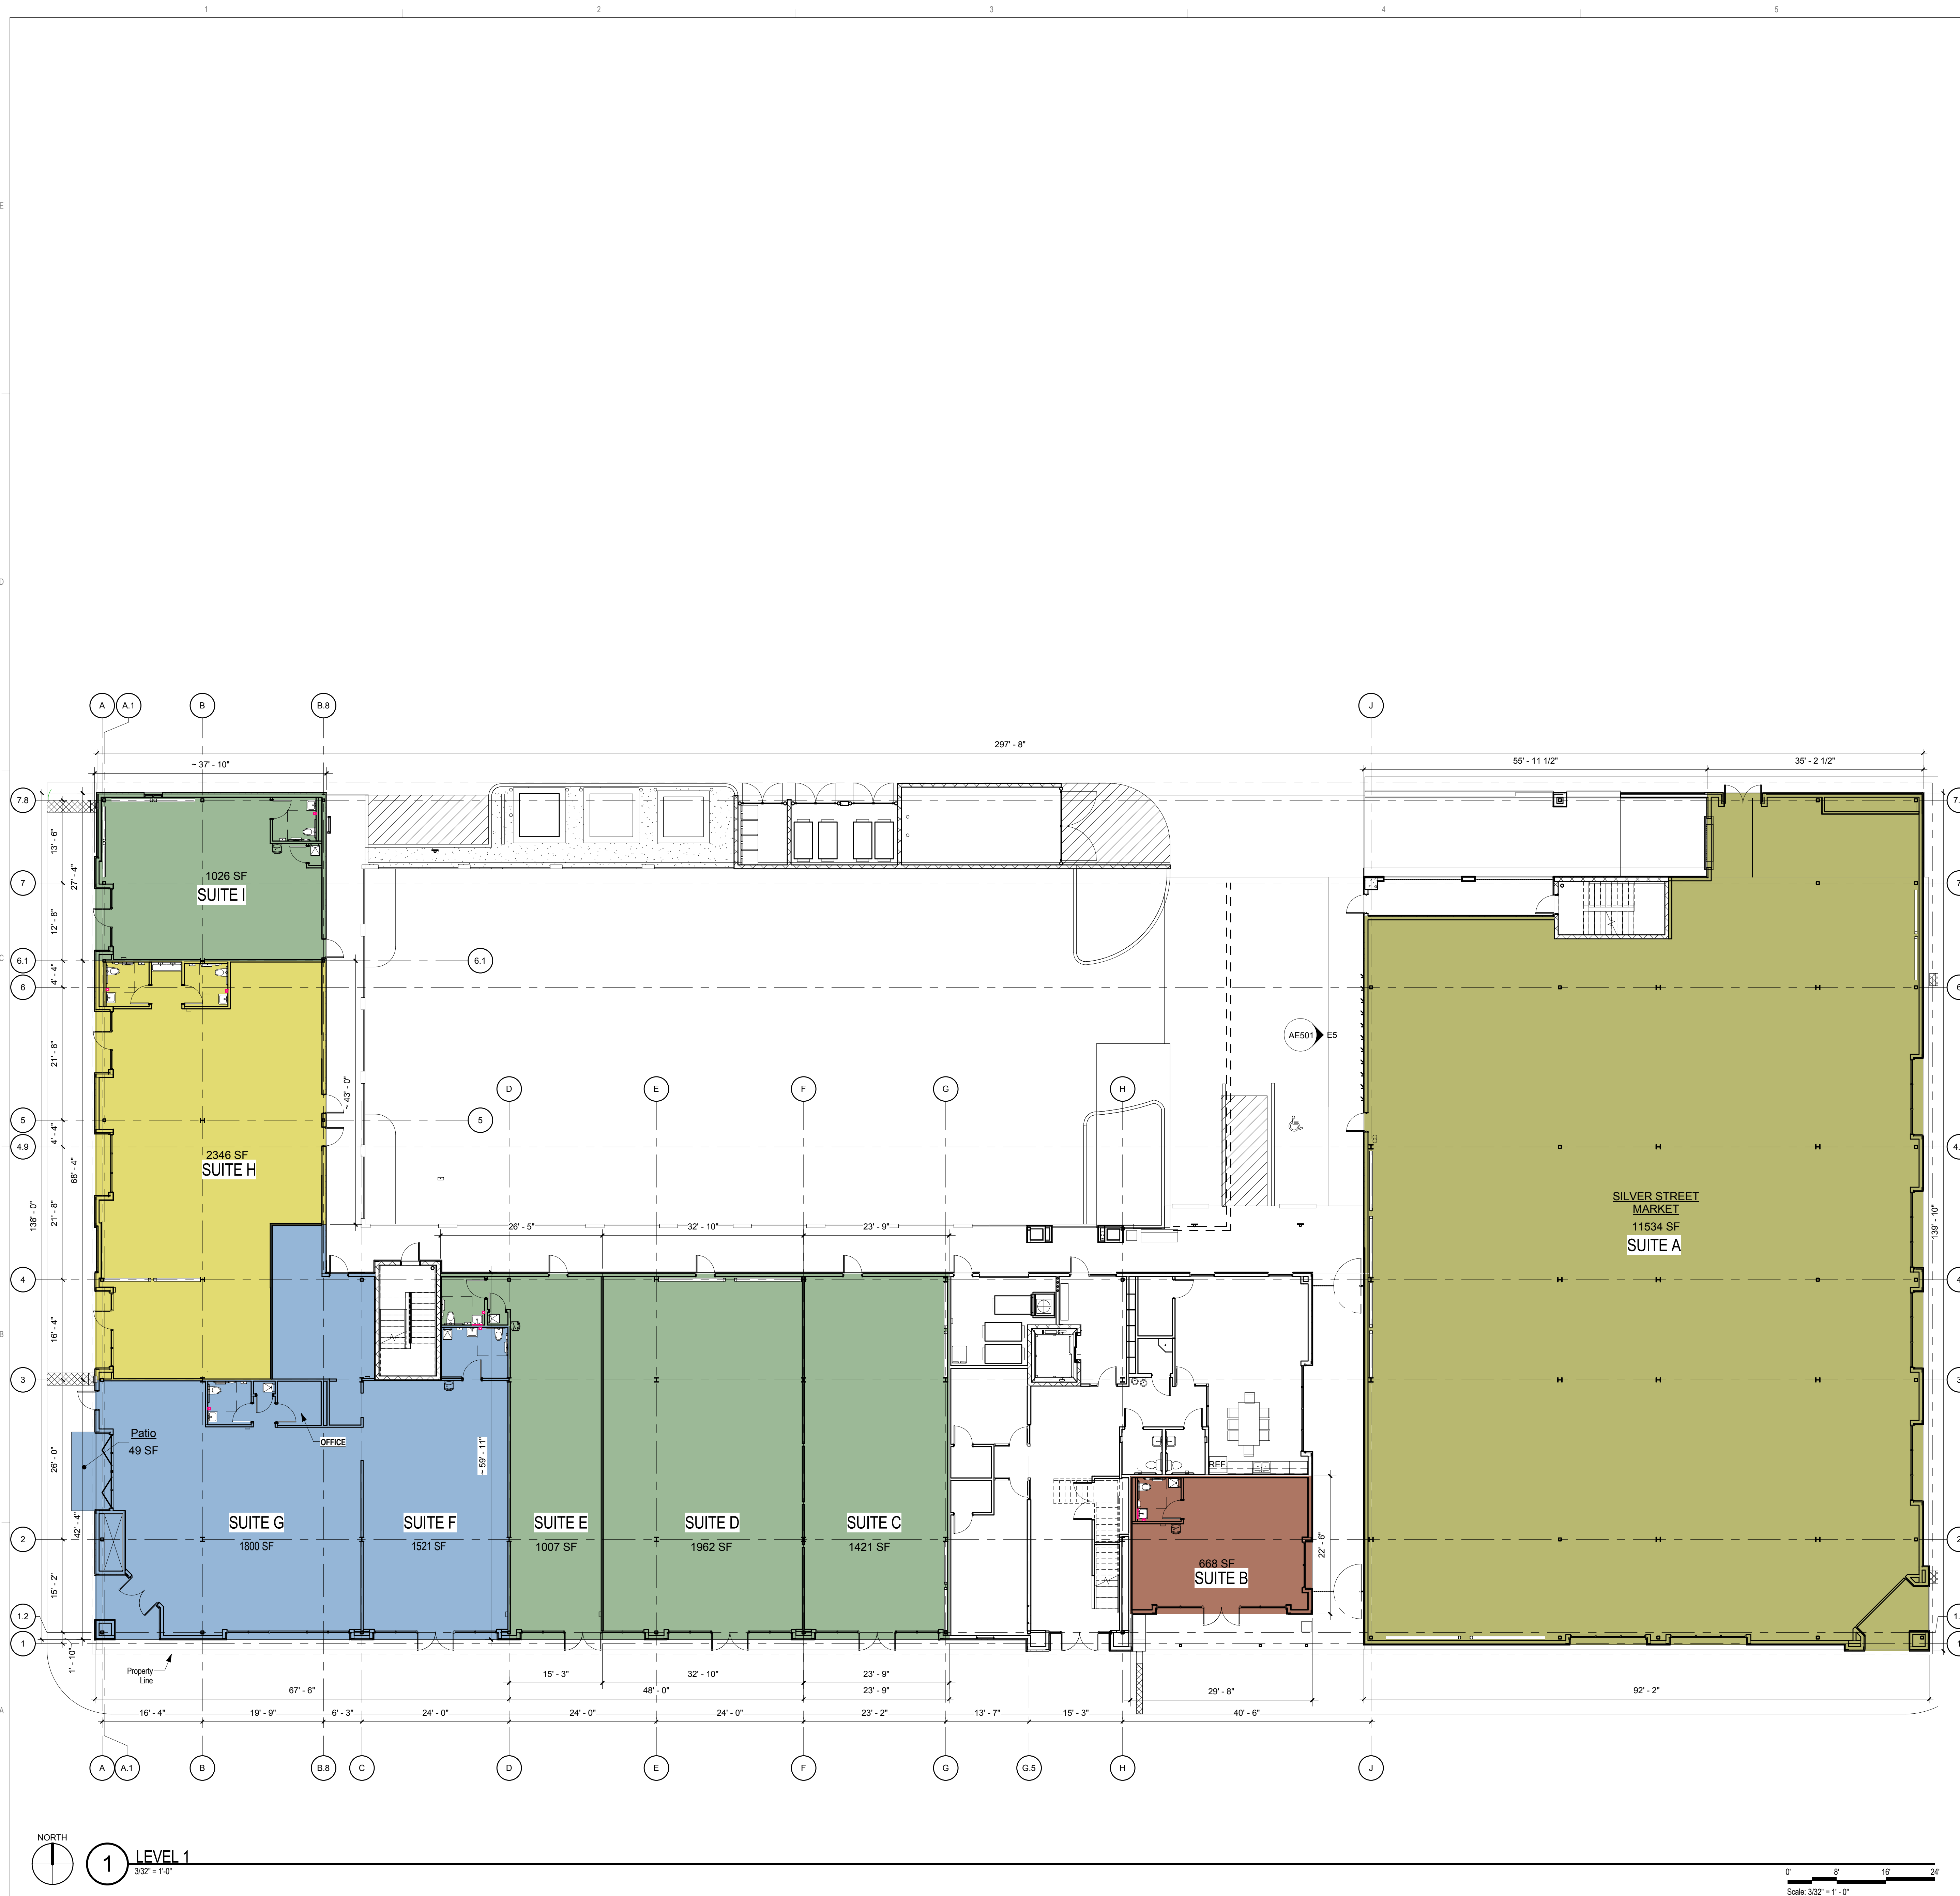 1 2 3 4 5
E
D
C
B
A
A A.1 B B.8 J
297' - 8"
~ 37' - 10"
55' - 11 1/2" 35' - 2 1/2"
7.8
13' - 6"
27' - 4"
7
12' - 8"
6.1
4' - 4"
6
21' - 8"
5
4' - 4"
4.9
68' - 4"
138' - 0"
21' - 8"
4
16' - 4"
3
26' - 0"
42' - 4"
2
15' - 2"
1.2
1
1' - 10"
1026 SF
SUITE I
6.1
~ 43' - 0"
5
D E F G H
AE501 E5
2346 SF
SUITE H
26' - 5" 32' - 10" 23' - 9"
SILVER STREET
MARKET
11534 SF
SUITE A
139' - 10"
Patio
49 SF
OFFICE
~ 59' - 11"
REF.
SUITE G
1800 SF
SUITE F
1521 SF
SUITE E
1007 SF
SUITE D
1962 SF
SUITE C
1421 SF
668 SF
SUITE B
22' - 6"
7.
7
6
4.
4
3
2
1.
1
Property
Line
15' - 3" 32' - 10" 23' - 9"
67' - 6" 48' - 0" 23' - 9" 29' - 8" 92' - 2"
16' - 4" 19' - 9" 6' - 3" 24' - 0" 24' - 0" 24' - 0" 23' - 2" 13' - 7" 15' - 3" 40' - 6"
A A.1 B B.8 C D E F G G.5 H J
NORTH
1
LEVEL 1
3/32" = 1'-0"
0' 8' 16' 24'
Scale: 3/32" = 1' - 0"